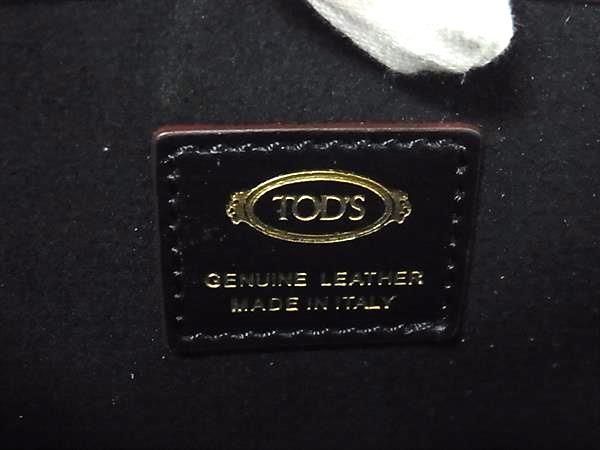 TOD'S
GENUINE LEATHER
MADE IN ITALY